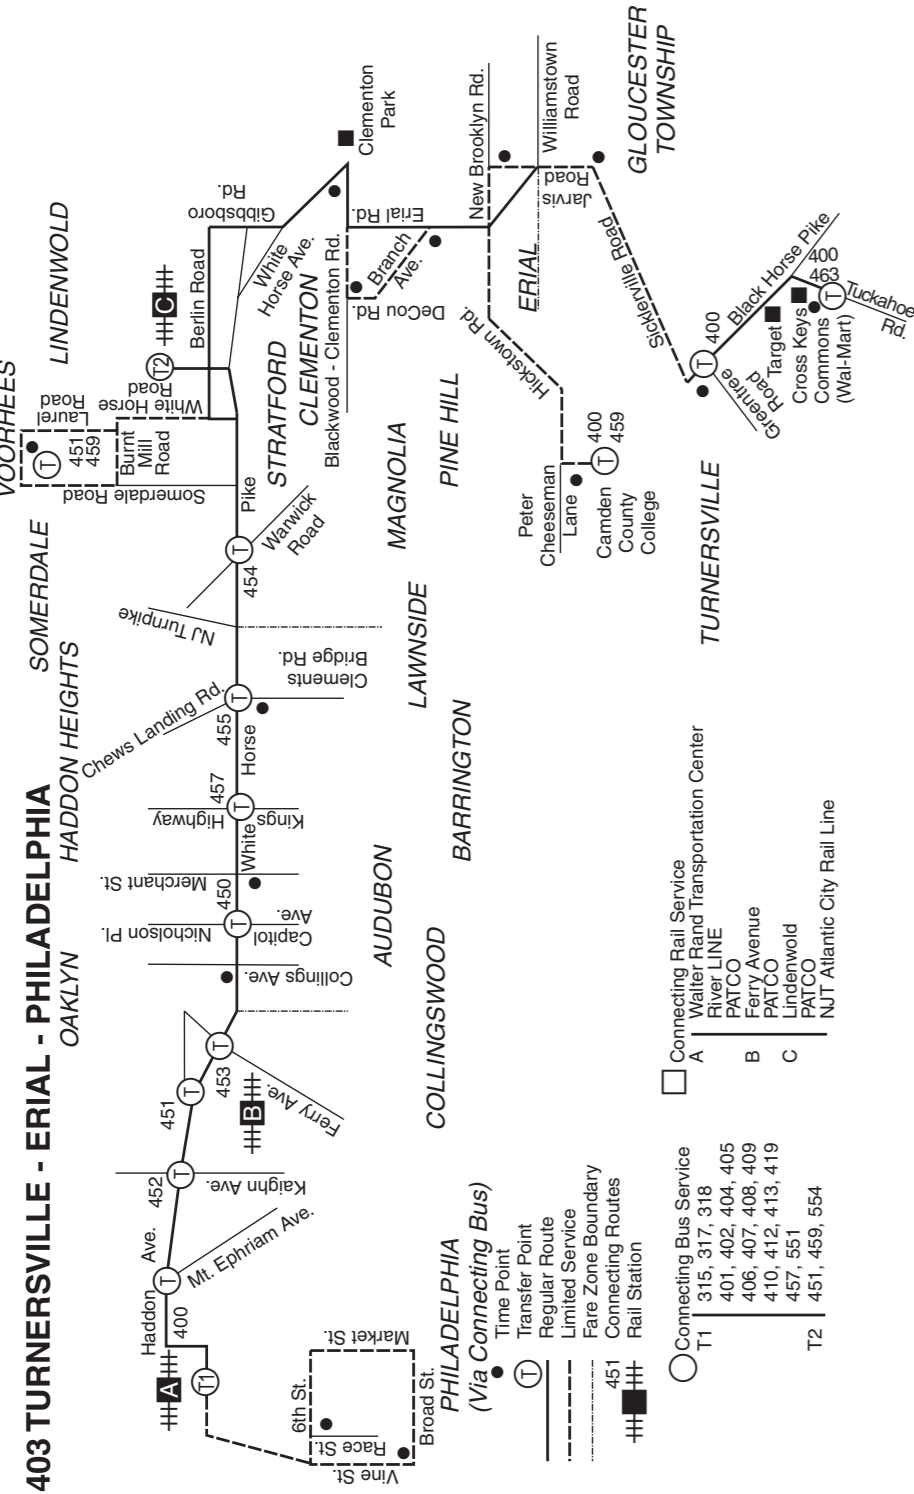 403 TURNERSVILLE - ERIAL - PHILADELPHIA
OAKLYN
HADDON HEIGHTS
SOMERDALE
VOORHEES
LINDENWOLD
Haddon
Ave.
400
Mt. Ephriam Ave.
T
452
Kaighn Ave.
T
451
T
453
T
Ferry Ave.
A
T1
B
Collings Ave.
Nicholson Pl.
Capitol
Ave.
T
450
Merchant St.
White
Kings
Highway
T
457
Horse
Chews Landing Rd.
455
T
Clements
Bridge Rd.
NJ Turnpike
454
T
Warwick
Road
Pike
Somerdale Road
T
451
459
Laurel
Road
Burnt
Mill
Road
White Horse
Road
T2
C
Berlin Road
Gibbsboro
Rd.
White
Horse Ave.
Clementon
Park
STRATFORD
CLEMENTON
Blackwood - Clementon Rd.
DeCou Rd.
Branch
Ave.
Erial Rd.
New Brooklyn Rd.
Williamstown
Road
ERIAL
Jarvis
Road
Hickstown Rd.
Sicklerville Road
GLOUCESTER
TOWNSHIP
Peter
Cheeseman
Lane
Camden
County
College
T
400
459
T
400
Greentree
Road
Black Horse Pike
Target
Cross Keys
Commons
(Wal-Mart)
400
463
T
Tuckahoe
Rd.
TURNERSVILLE
PINE HILL
MAGNOLIA
LAWNSIDE
BARRINGTON
AUDUBON
COLLINGSWOOD
6th St.
Race St.
Vine St.
Market St.
Broad St.
PHILADELPHIA
(Via Connecting Bus)
Time Point
T
Transfer Point
Regular Route
Limited Service
Fare Zone Boundary
451
Connecting Routes
Rail Station
Connecting Bus Service
T1
315, 317, 318
401, 402, 404, 405
406, 407, 408, 409
410, 412, 413, 419
457, 551
T2
451, 459, 554
Connecting Rail Service
A
Walter Rand Transportation Center
River LINE
PATCO
B
Ferry Avenue
PATCO
C
Lindenwold
PATCO
NJT Atlantic City Rail Line